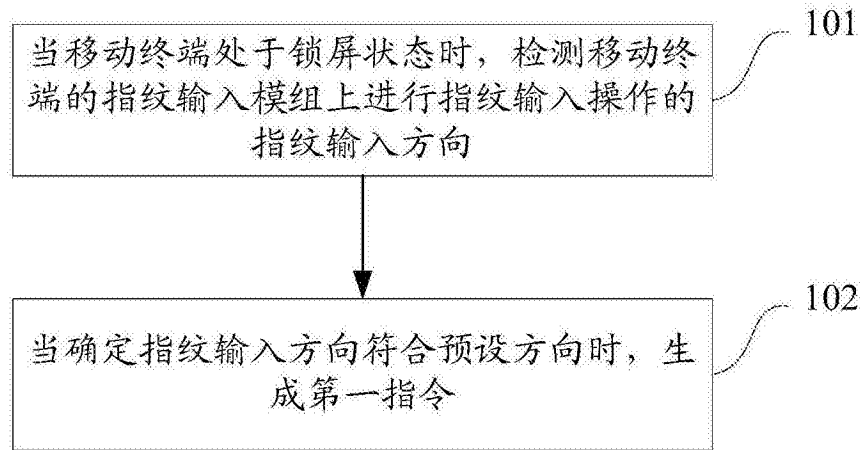 101
当移动终端处于锁屏状态时，检测移动终
端的指纹输入模组上进行指纹输入操作的
指纹输入方向
102
当确定指纹输入方向符合预设方向时，生
成第一指令